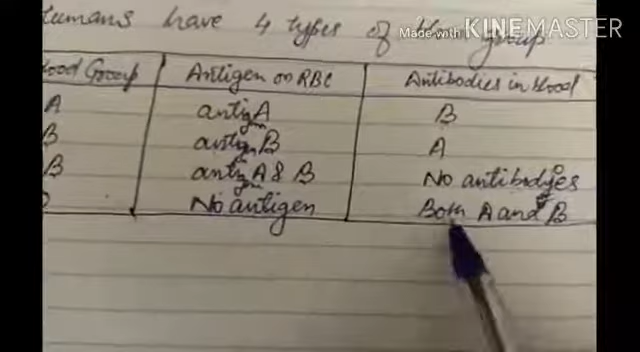 Humans have 4 types of blood group
Made with KINEMASTER
Blood Group Antigen on RBC Antibodies in blood
A antigen A B
B antigen B A
B antigen A & B No antibodies
No antigen Both A and B